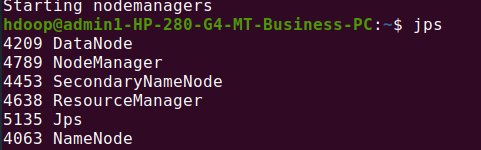 Starting nodemanagers
hdoop@admin1-HP-280-G4-MT-Business-PC:~$ jps
4209 DataNode
4789 NodeManager
4453 SecondaryNameNode
4638 ResourceManager
5135 Jps
4063 NameNode